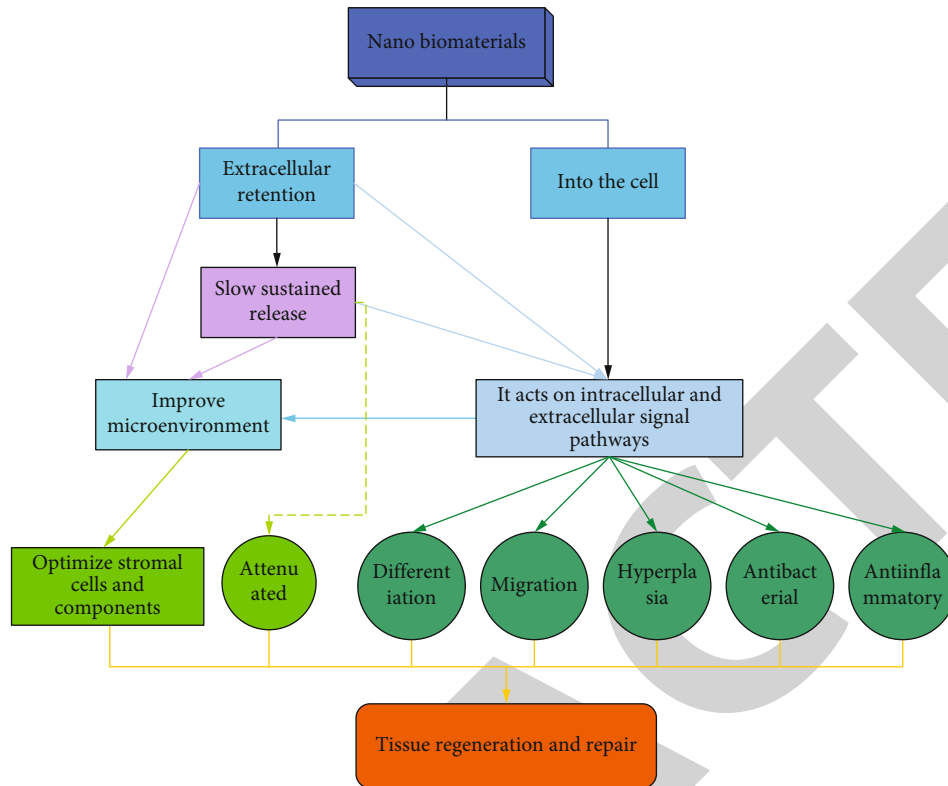 Nano biomaterials
Extracellular
retention
Into the cell
Slow sustained
release
Improve
microenvironment
It acts on intracellular and
extracellular signal
pathways
Optimize stromal
cells and
components
Attenu
ated
Different
iation
Migration
Hyperpla
sia
Antibact
erial
Antiinfla
mmatory
Tissue regeneration and repair